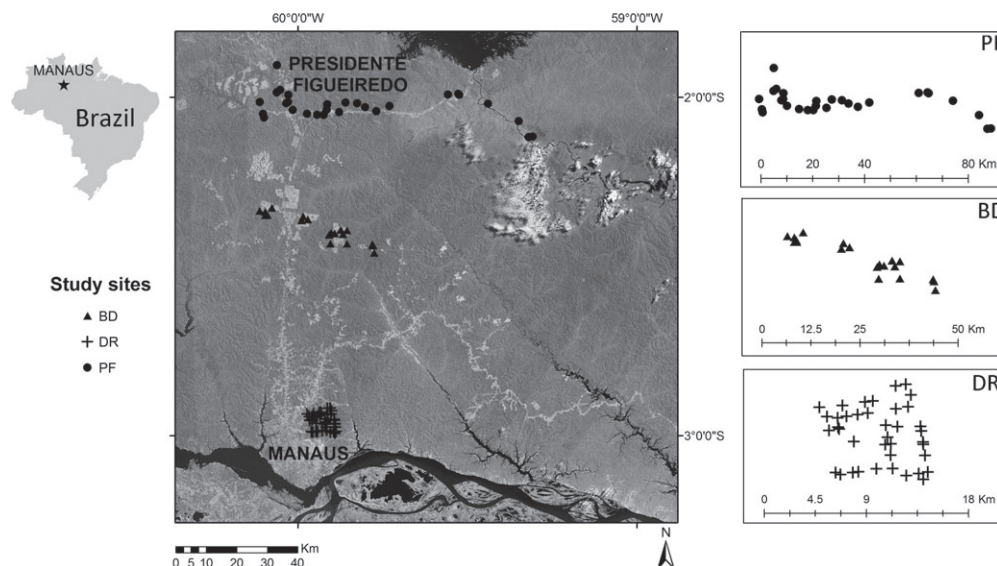 60°0'0"W
59°0'0"W
MANAUS
Brazil
PRESIDENTE
FIGUEIREDO
2°0'0"S
3°0'0"S
MANAUS
Study sites
BD
DR
PF
Km
0 5 10 20 30 40
N
0 20 40 80 Km
BD
0 12.5 25 50 Km
DR
0 4.5 9 18 Km